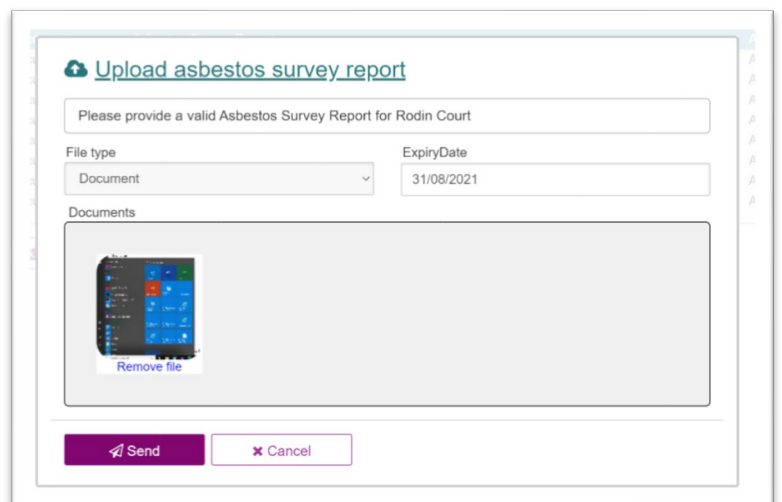 Upload asbestos survey report
Please provide a valid Asbestos Survey Report for Rodin Court
File type
ExpiryDate
Document
31/08/2021
Documents
Remove file
Send
Cancel